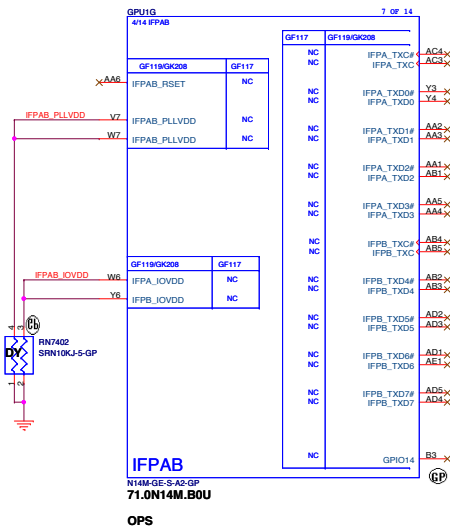 GPU1G 7 OF 14
4/14 IFPAB
GF117 GF119/GK208
NC IFPA_TXC# AC4
NC IFPA_TXC AC3
GF119/GK208 GF117
AA6 IFPAB_RSET NC
NC IFPA_TXD0# Y3
NC IFPA_TXD0 Y4
IFPAB_PLLVDD V7 IFPAB_PLLVDD NC
W7 IFPAB_PLLVDD NC
NC IFPA_TXD1# AA2
NC IFPA_TXD1 AA3
NC IFPA_TXD2# AA1
NC IFPA_TXD2 AB1
NC IFPA_TXD3# AA5
NC IFPA_TXD3 AA4
NC IFPB_TXC# AB4
NC IFPB_TXC AB5
GF119/GK208 GF117
IFPAB_IOVDD W6 IFPA_IOVDD NC
Y6 IFPB_IOVDD NC
NC IFPB_TXD4# AB2
NC IFPB_TXD4 AB3
NC IFPB_TXD5# AD2
NC IFPB_TXD5 AD3
4 3
RN7402
DY SRN10KJ-5-GP
1 2
NC IFPB_TXD6# AD1
NC IFPB_TXD6 AE1
NC IFPB_TXD7# AD5
NC IFPB_TXD7 AD4
NC GPIO14 B3
IFPAB
GP
N14M-GE-S-A2-GP
71.0N14M.B0U
OPS